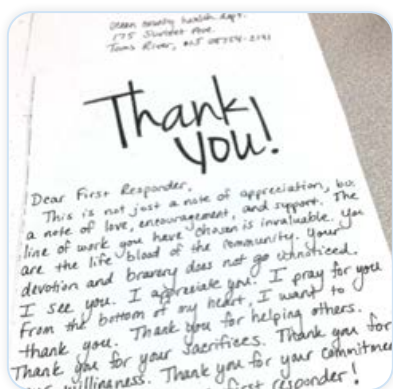 Ocean County Health Dept.
175 Sunset Ave
Toms River, NJ
Thank
You!
Dear First Responder,
This is not just a note of appreciation, bu
a note of love, encouragement, and support. The
line of work you have chosen is invaluable. You
are the life blood of the community. Your
devotion and bravery does not go unnoticed.
I see you. I appreciate you. I pray for you
From the bottom of my heart, I want to
thank you. Thank you for helping others.
Thank you for your sacrifices. Thank you for
willingness. Thank you for your commitme
first responder!